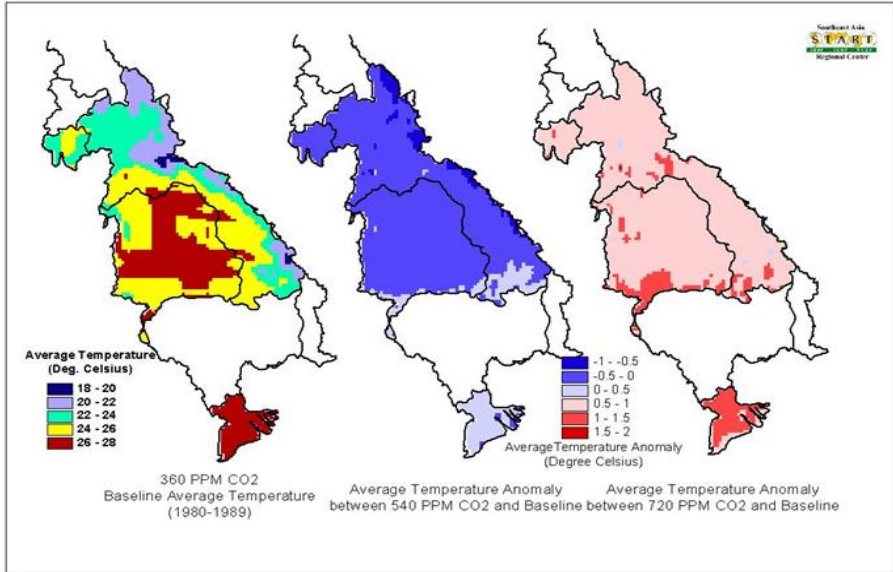 Southeast Asia
START
Regional Center
Average Temperature
(Deg. Celsius)
18 - 20
20 - 22
22 - 24
24 - 26
26 - 28
360 PPM CO2
Baseline Average Temperature
(1980-1989)
-1 - -0.5
-0.5 - 0
0 - 0.5
0.5 - 1
1 - 1.5
1.5 - 2
AverageTemperature Anomaly
(Degree Celsius)
Average Temperature Anomaly
between 540 PPM CO2 and Baseline
Average Temperature Anomaly
between 720 PPM CO2 and Baseline